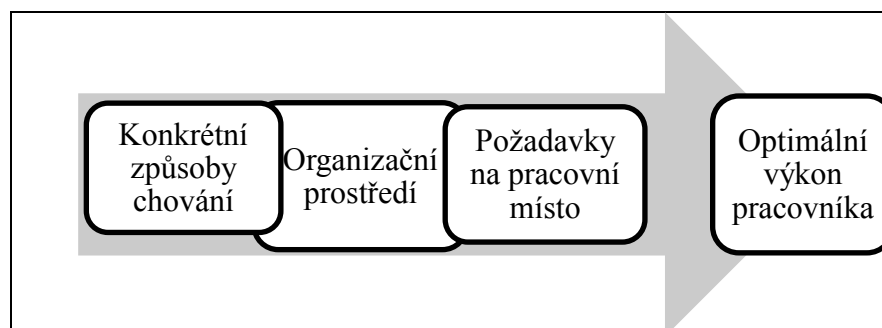 Konkrétní
způsoby
chování
Organizační
prostředí
Požadavky
na pracovní
místo
Optimální
výkon
pracovníka